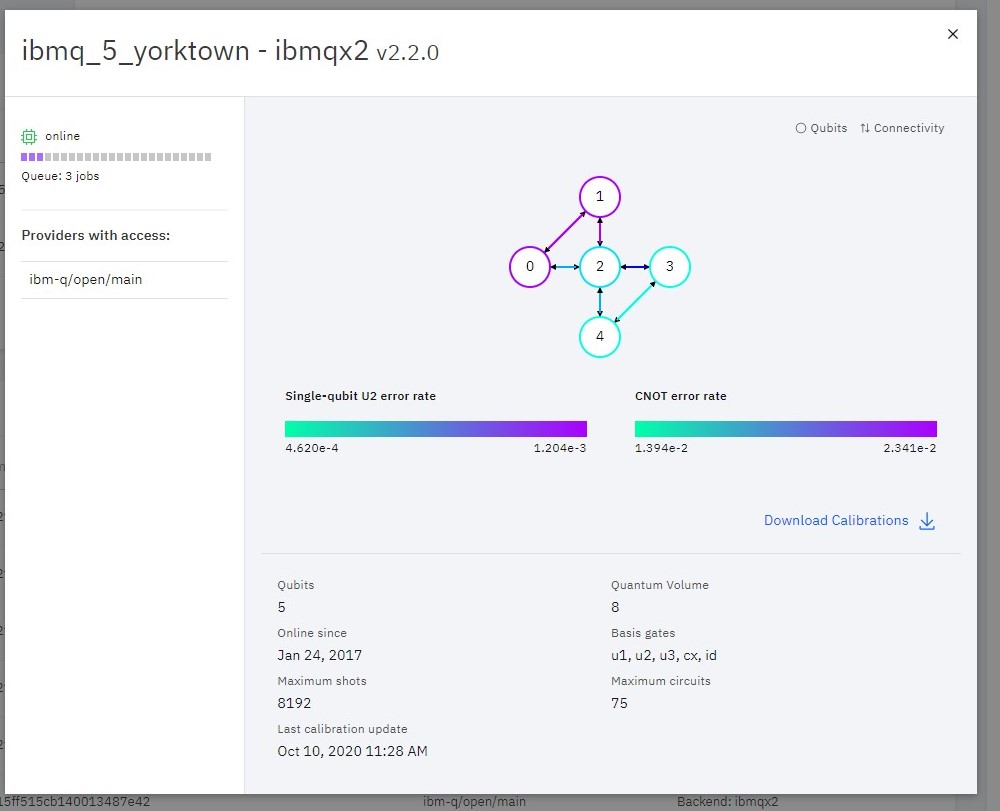 ibmq_5_yorktown - ibmqx2 v2.2.0
online
Queue: 3 jobs
Providers with access:
ibm-q/open/main
Qubits Connectivity
1
0 2 3
4
Single-qubit U2 error rate
4.620e-4 1.204e-3
CNOT error rate
1.394e-2 2.341e-2
Download Calibrations
Qubits
5
Quantum Volume
8
Online since
Jan 24, 2017
Basis gates
u1, u2, u3, cx, id
Maximum shots
8192
Maximum circuits
75
Last calibration update
Oct 10, 2020 11:28 AM
ibm-q/open/main Backend: ibmqx2